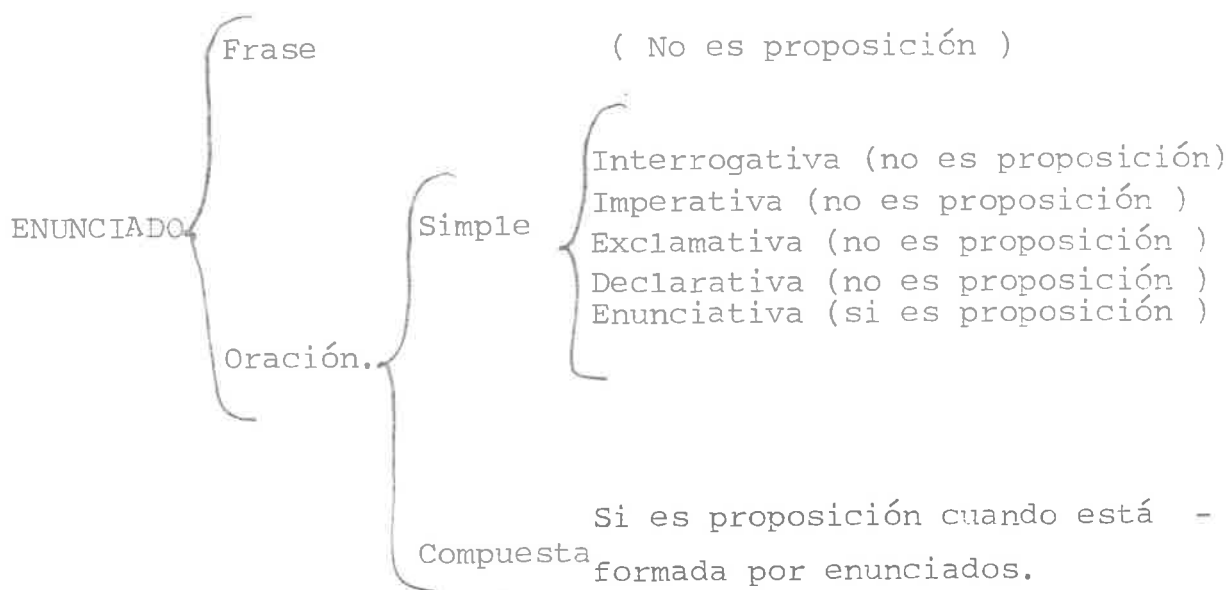 Frase ( No es proposición )
Interrogativa (no es proposición)
Imperativa (no es proposición )
ENUNCIADO Simple Exclamativa (no es proposición )
Declarativa (no es proposición )
Enunciativa (si es proposición )
Oración.
Si es proposición cuando está -
Compuesta
formada por enunciados.